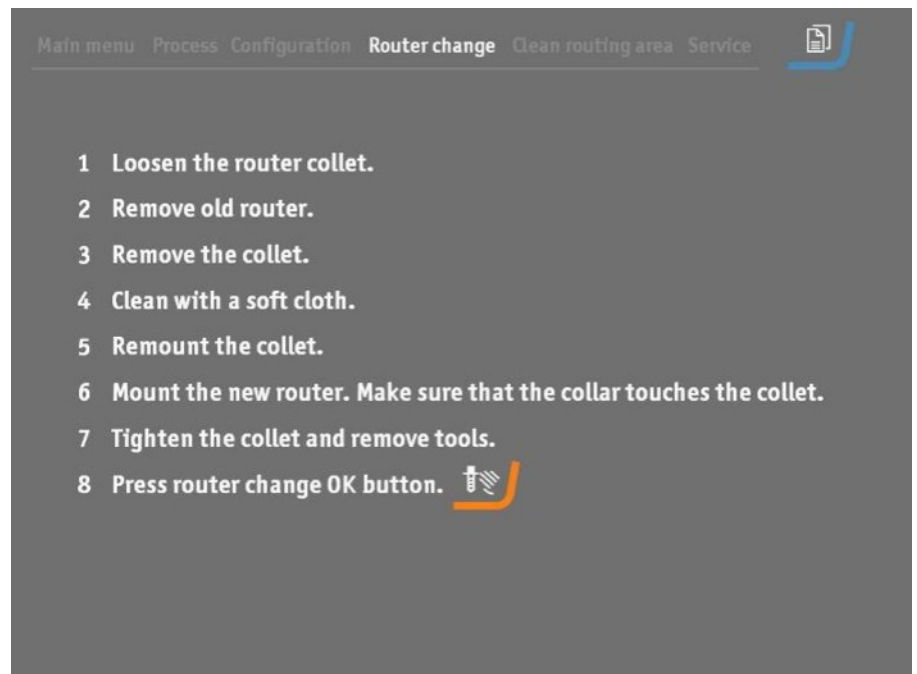 Main menu Process Configuration Router change Clean routing area Service
1 Loosen the router collet.
2 Remove old router.
3 Remove the collet.
4 Clean with a soft cloth.
5 Remount the collet.
6 Mount the new router. Make sure that the collar touches the collet.
7 Tighten the collet and remove tools.
8 Press router change OK button.